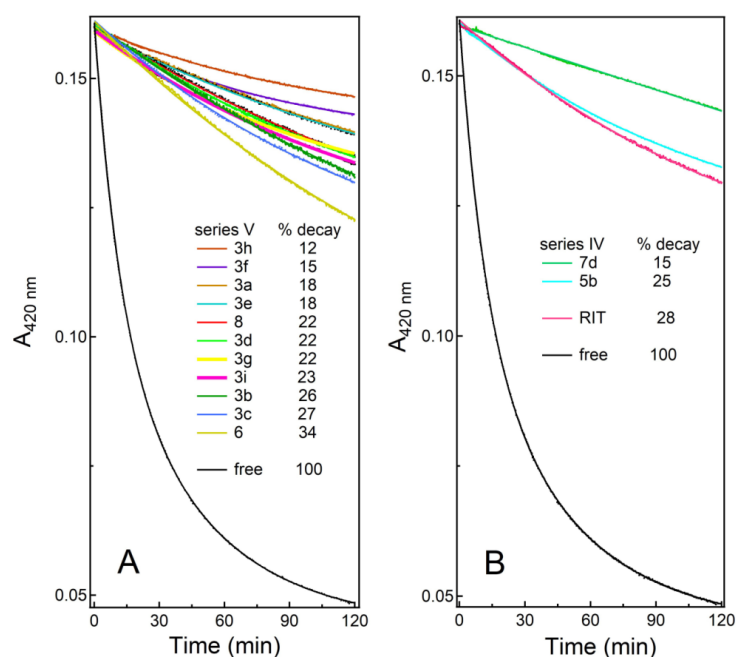 A420 nm
0.15
0.10
0.05
series V % decay
3h 12
3f 15
3a 18
3e 18
8 22
3d 22
3g 22
3i 23
3b 26
3c 27
6 34
free 100
A
0 30 60 90 120
Time (min)
A420 nm
0.15
0.10
0.05
series IV % decay
7d 15
5b 25
RIT 28
free 100
B
0 30 60 90 120
Time (min)